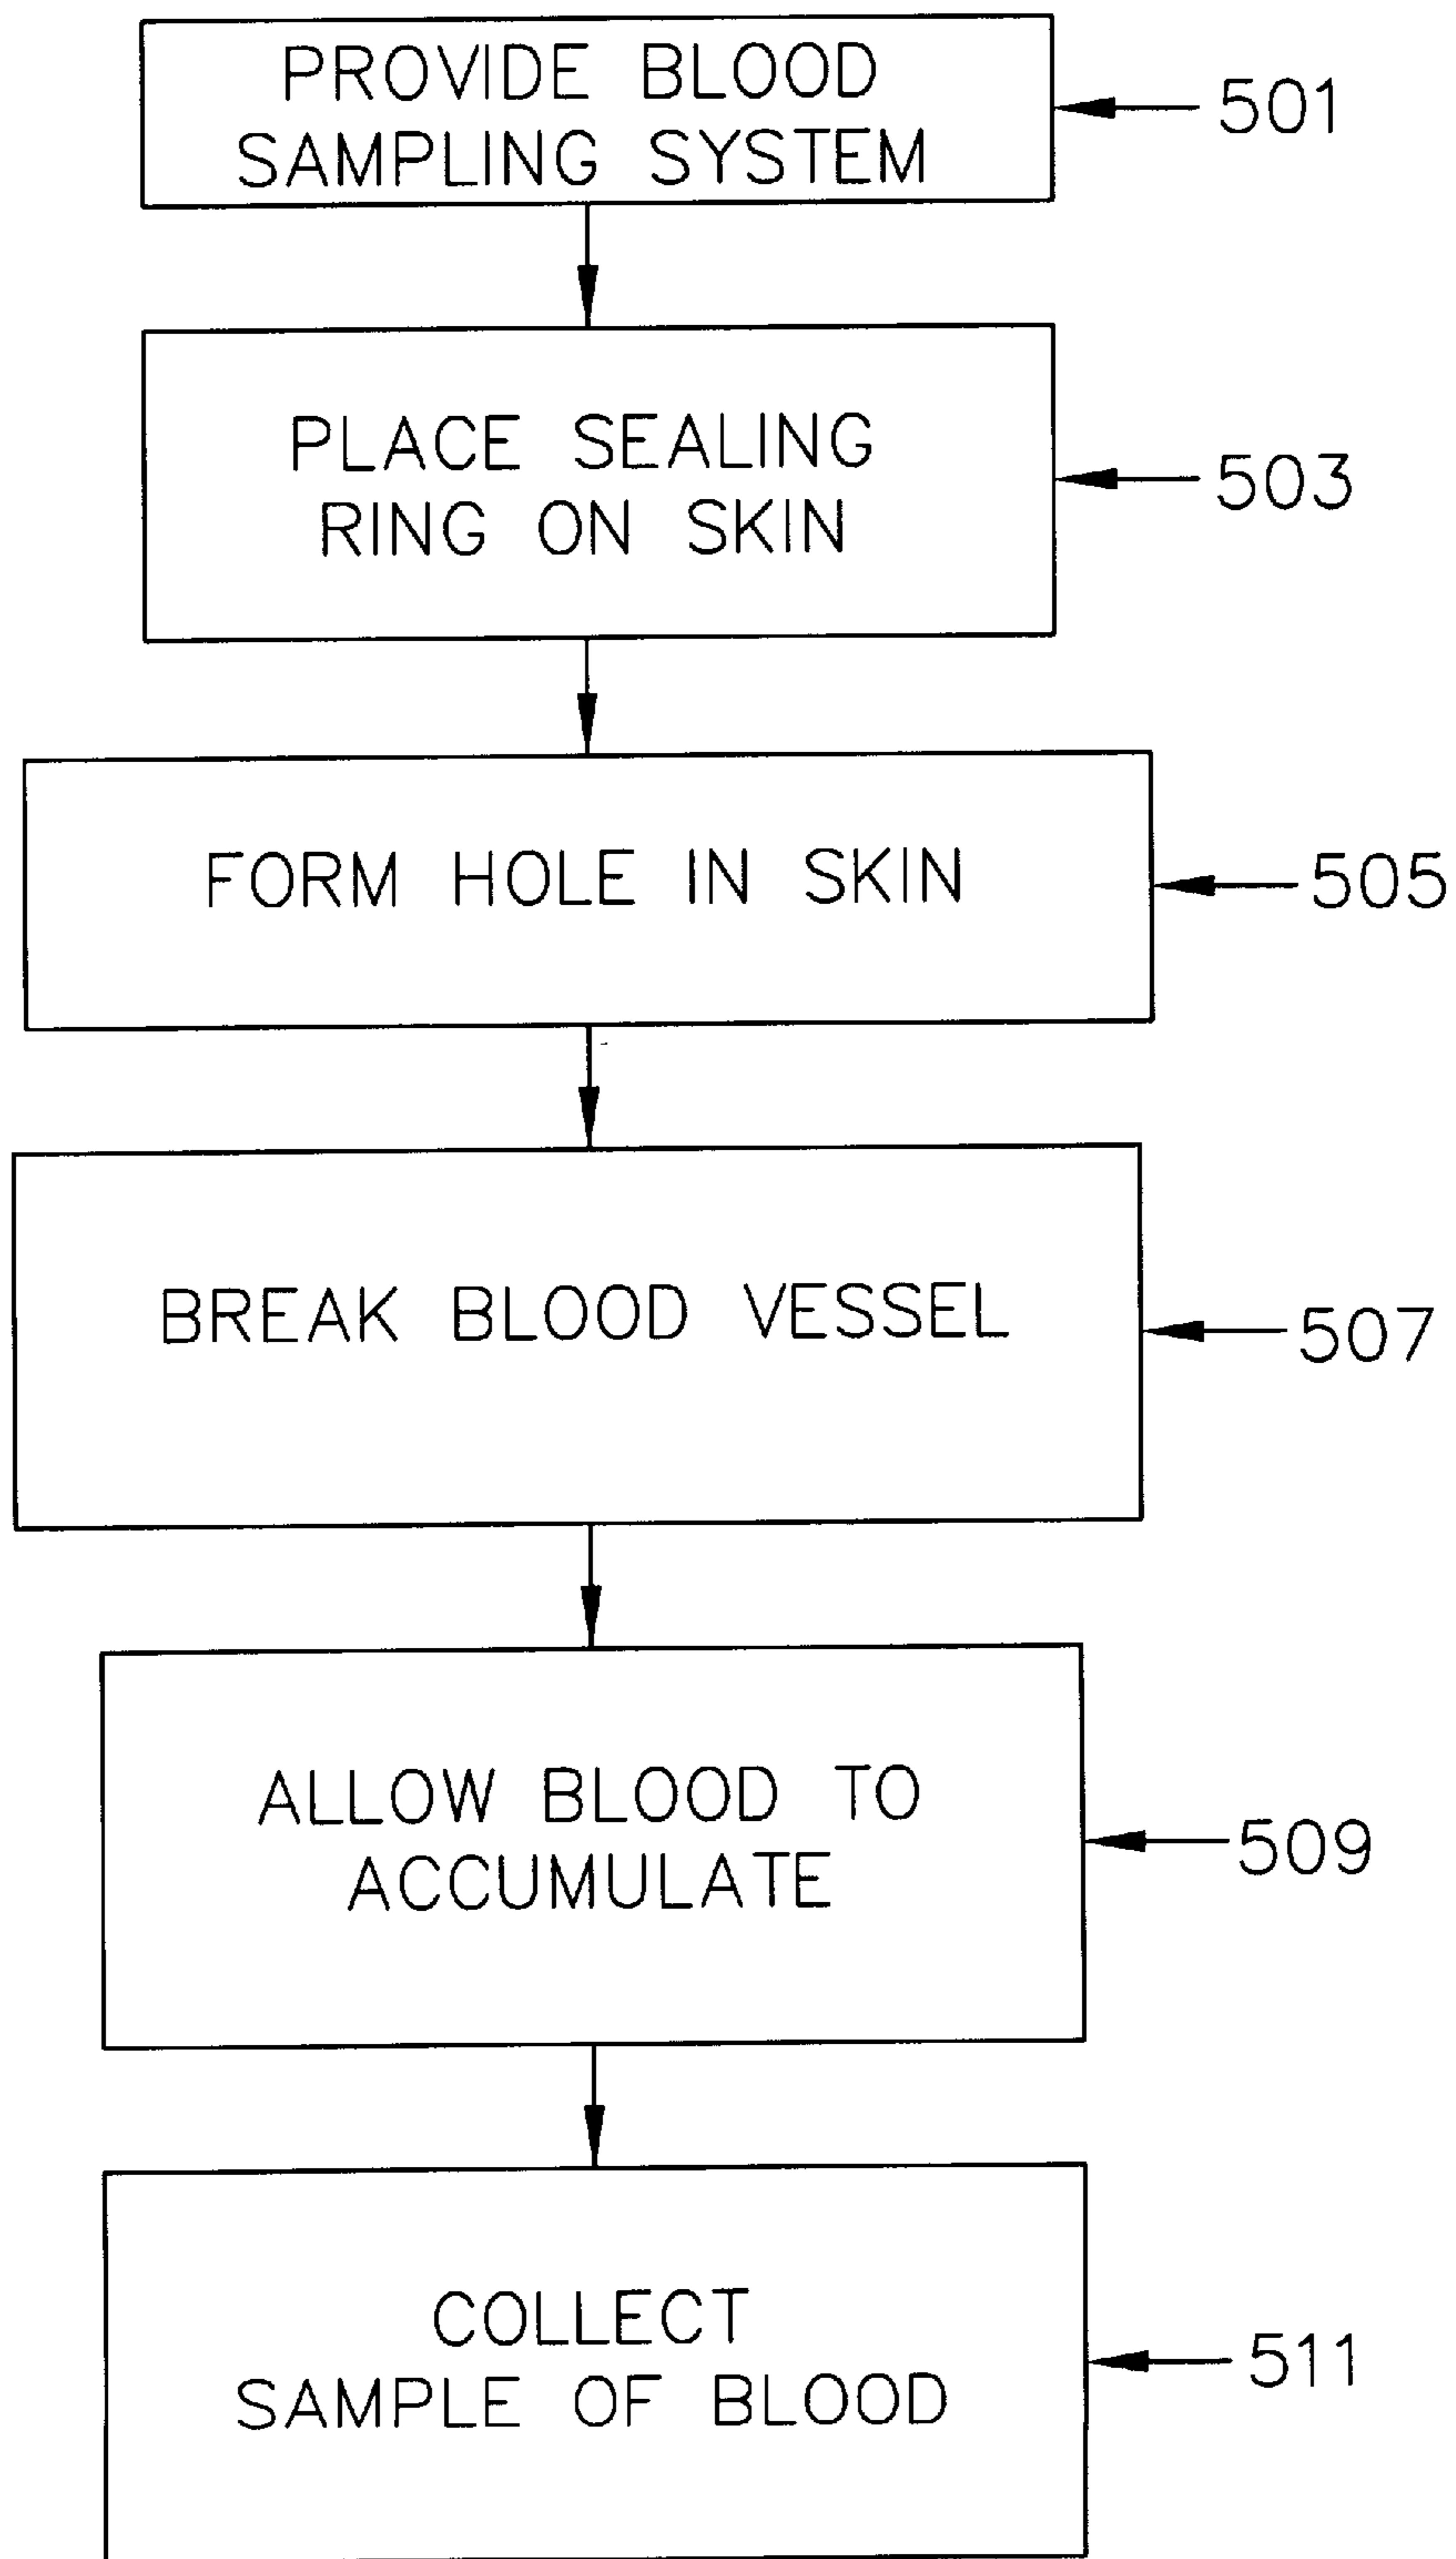 PROVIDE BLOOD
SAMPLING SYSTEM
501
PLACE SEALING
RING ON SKIN
503
FORM HOLE IN SKIN
505
BREAK BLOOD VESSEL
507
ALLOW BLOOD TO
ACCUMULATE
509
COLLECT
SAMPLE OF BLOOD
511